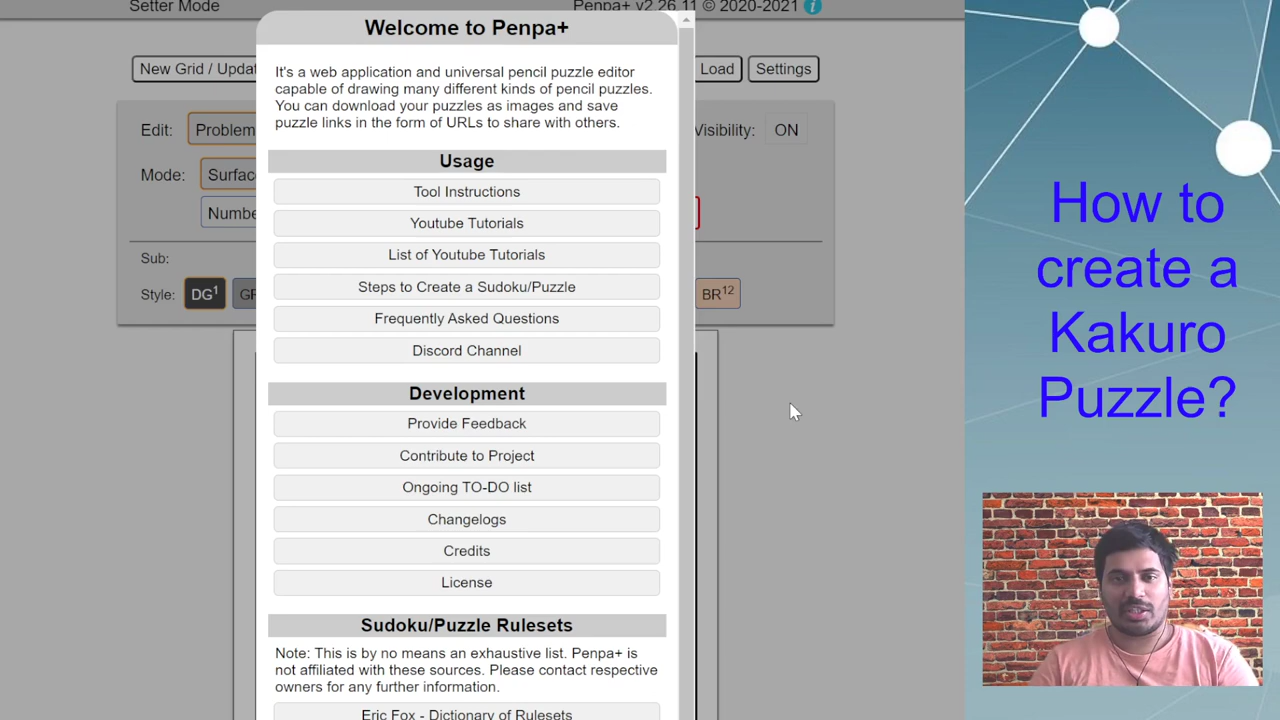 Setter Mode
Penpa+ v2.26.11 © 2020-2021 i
Welcome to Penpa+
New Grid / Updat
Load
Settings
It's a web application and universal pencil puzzle editor
capable of drawing many different kinds of pencil puzzles.
You can download your puzzles as images and save
puzzle links in the form of URLs to share with others.
Edit:
Problem
Visibility:
ON
Mode:
Surfac
Numbe
Sub:
Style:
DG1
GR
BR12
Usage
Tool Instructions
Youtube Tutorials
List of Youtube Tutorials
Steps to Create a Sudoku/Puzzle
Frequently Asked Questions
Discord Channel
Development
Provide Feedback
Contribute to Project
Ongoing TO-DO list
Changelogs
Credits
License
Sudoku/Puzzle Rulesets
Note: This is by no means an exhaustive list. Penpa+ is
not affiliated with these sources. Please contact respective
owners for any further information.
Eric Fox - Dictionary of Rulesets
How to
create a
Kakuro
Puzzle?